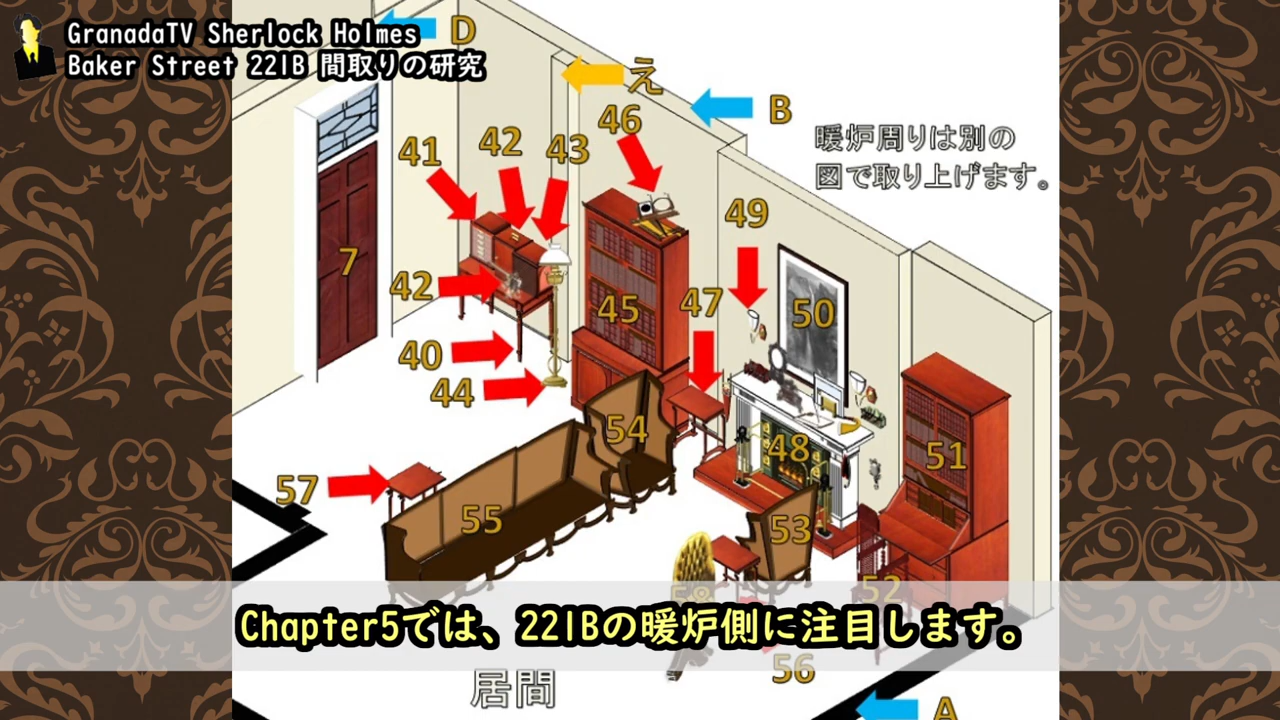 GranadaTV Sherlock Holmes
Baker Street 221B 間取りの研究
D
え
B
46
暖炉周りは別の
図で取り上げます。
41
42
43
49
7
42
45
47
50
40
44
54
48
51
57
55
53
52
58
Chapter5では、221Bの暖炉側に注目します。
56
居間
A